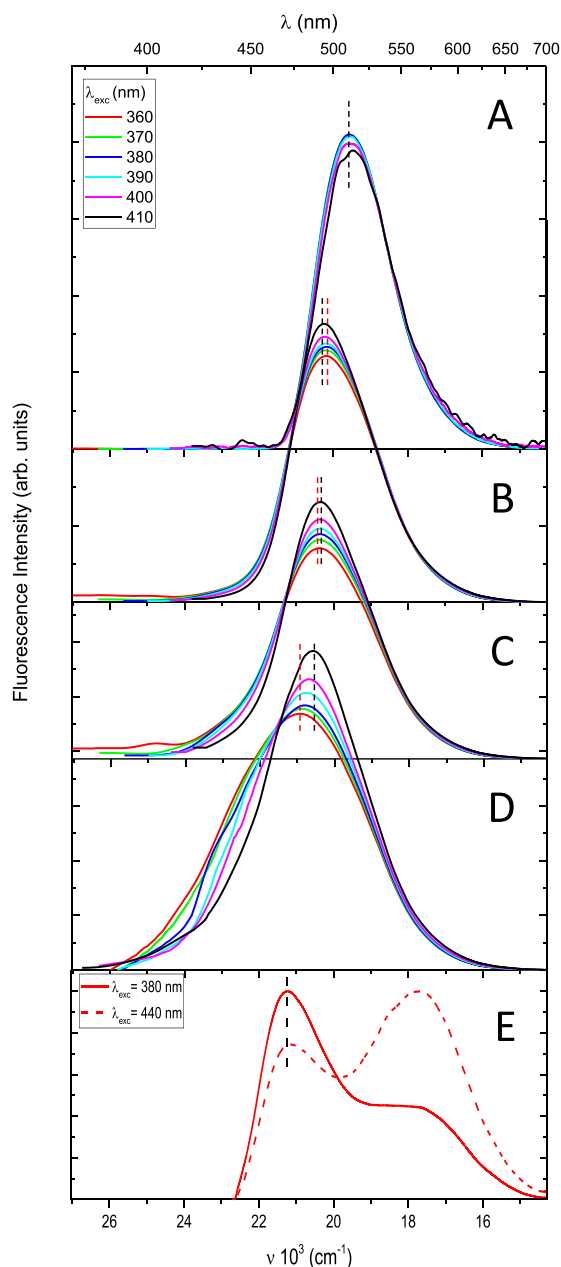 λ (nm)
400 450 500 550 600 650 700
λexc (nm)
360
370
380
390
400
410
A
B
C
D
Fluorescence Intensity (arb. units)
λexc= 380 nm
λexc= 440 nm
E
26 24 22 20 18 16
ν 10³ (cm⁻¹)